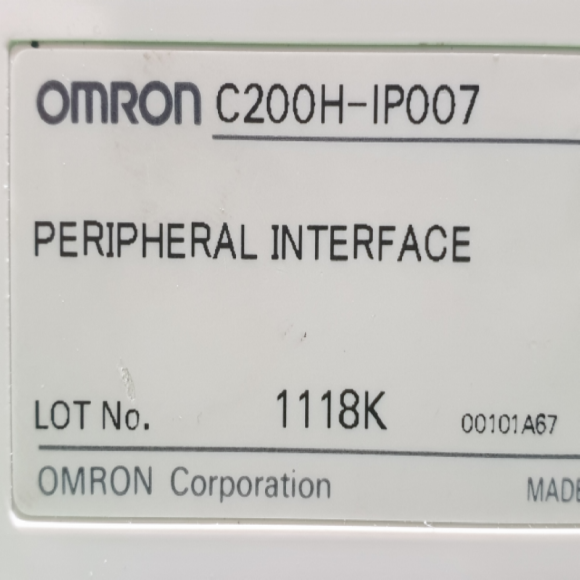 OMRON C200H-IP007
PERIPHERAL INTERFACE
LOT No. 1118K 00101A67
OMRON Corporation MADE